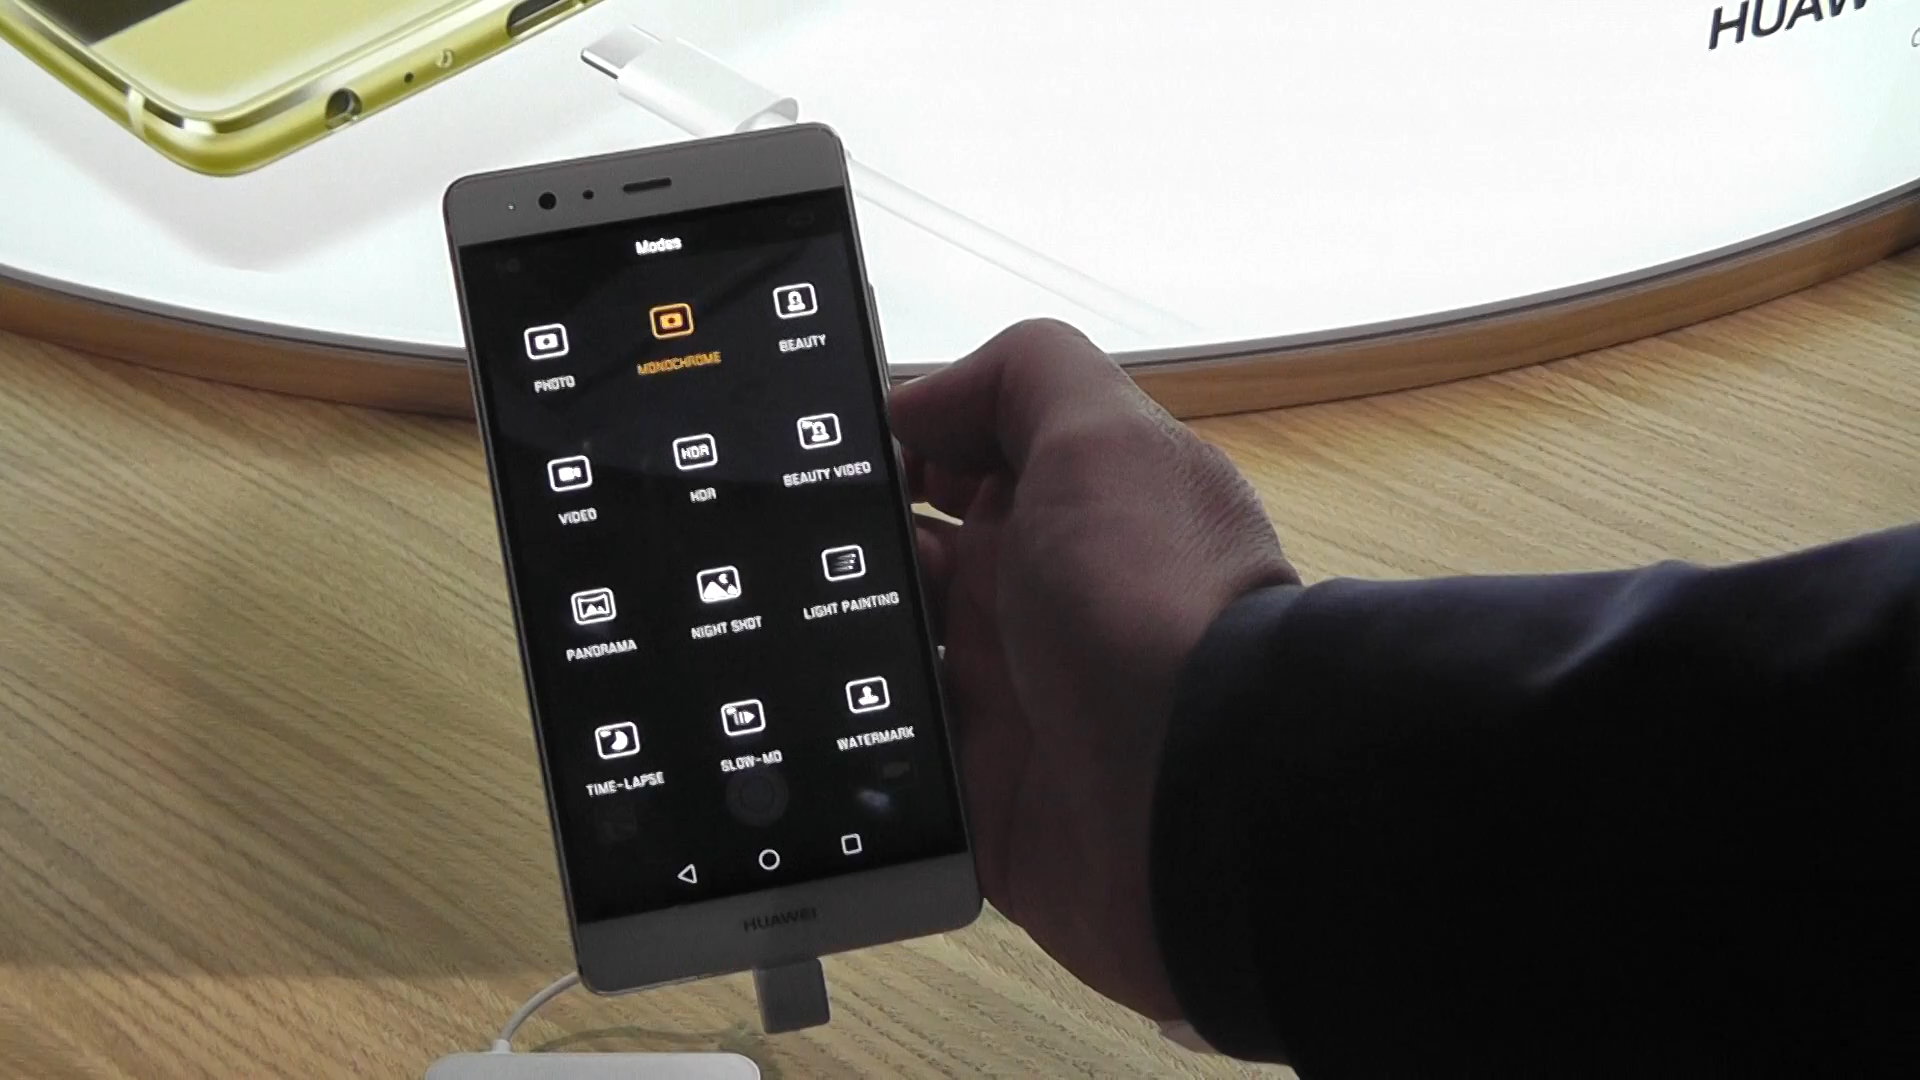 HUAW
Modes
PHOTO
MONOCHROME
BEAUTY
VIDEO
HDR
HDR
BEAUTY VIDEO
PANORAMA
NIGHT SHOT
LIGHT PAINTING
TIME-LAPSE
SLOW-MO
WATERMARK
HUAWEI